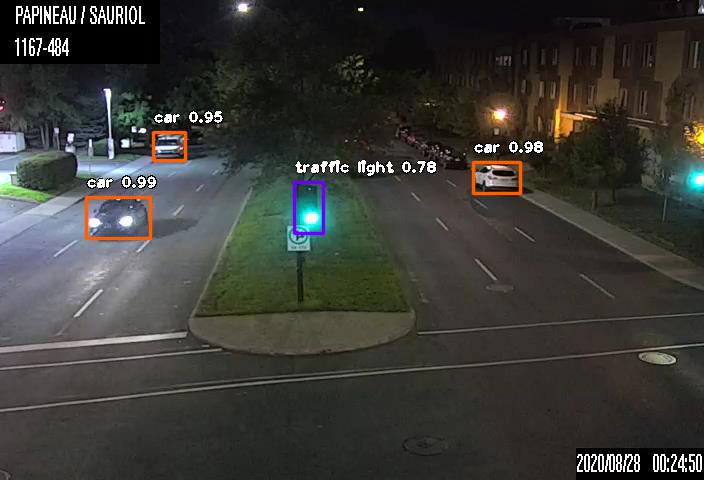 PAPINEAU / SAURIOL
1167-484
car 0.95
car 0.98
traffic light 0.78
car 0.99
P
2020/08/28 00:24:50